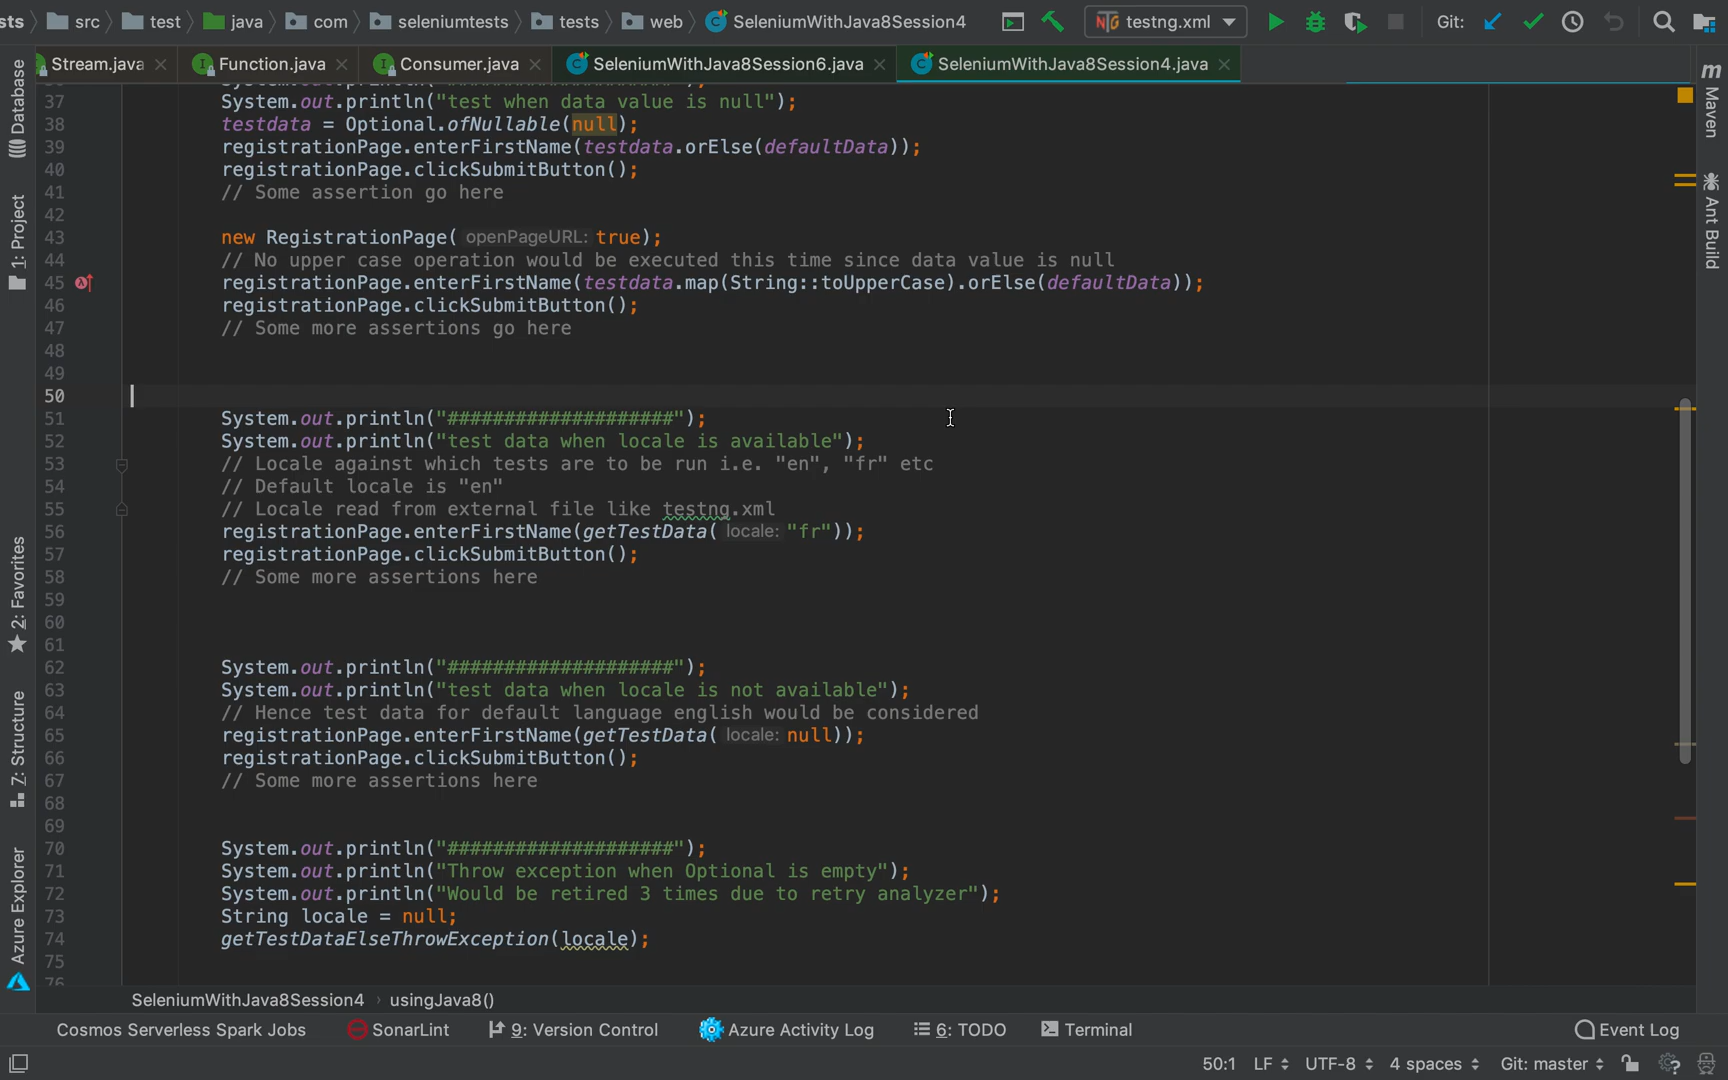 sts src test java com seleniumtests tests web SeleniumWithJava8Session4 testng.xml Git:
Stream.java Function.java Consumer.java SeleniumWithJava8Session6.java SeleniumWithJava8Session4.java
37 System.out.println("test when data value is null");
38 testdata = Optional.ofNullable(null);
39 registrationPage.enterFirstName(testdata.orElse(defaultData));
40 registrationPage.clickSubmitButton();
41 // Some assertion go here
42
43 new RegistrationPage( openPageURL: true);
44 // No upper case operation would be executed this time since data value is null
45 registrationPage.enterFirstName(testdata.map(String::toUpperCase).orElse(defaultData));
46 registrationPage.clickSubmitButton();
47 // Some more assertions go here
48
49
50
51 System.out.println("####################");
52 System.out.println("test data when locale is available");
53 // Locale against which tests are to be run i.e. "en", "fr" etc
54 // Default locale is "en"
55 // Locale read from external file like testng.xml
56 registrationPage.enterFirstName(getTestData( locale: "fr"));
57 registrationPage.clickSubmitButton();
58 // Some more assertions here
59
60
61
62 System.out.println("####################");
63 System.out.println("test data when locale is not available");
64 // Hence test data for default language english would be considered
65 registrationPage.enterFirstName(getTestData( locale: null));
66 registrationPage.clickSubmitButton();
67 // Some more assertions here
68
69
70 System.out.println("####################");
71 System.out.println("Throw exception when Optional is empty");
72 System.out.println("Would be retired 3 times due to retry analyzer");
73 String locale = null;
74 getTestDataElseThrowException(locale);
75
76
Database
1: Project
2: Favorites
7: Structure
Azure Explorer
m Maven
Ant Build
SeleniumWithJava8Session4 › usingJava8()
Cosmos Serverless Spark Jobs SonarLint 9: Version Control Azure Activity Log 6: TODO Terminal Event Log
50:1 LF UTF-8 4 spaces Git: master